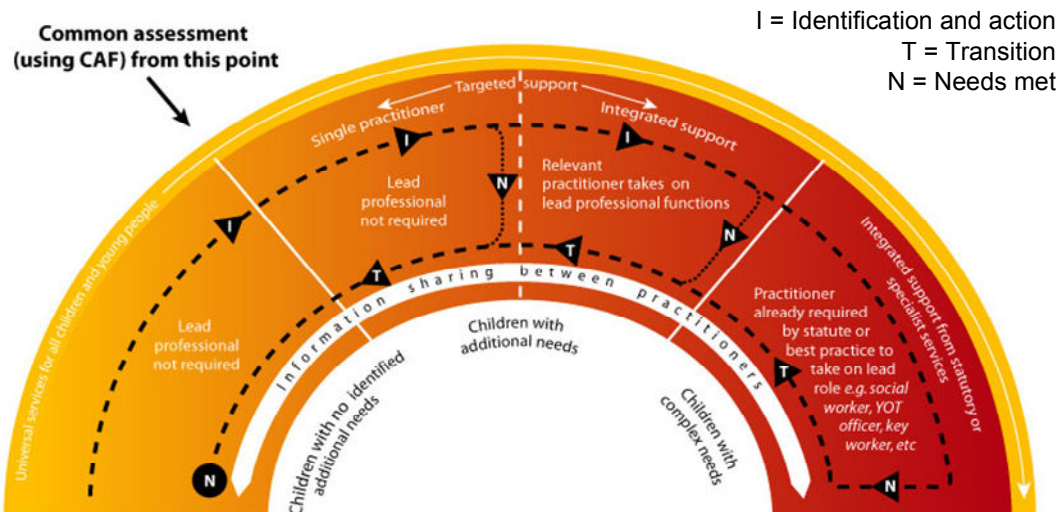 Common assessment
(using CAF) from this point
I = Identification and action
T = Transition
N = Needs met
Targeted support
Single practitioner
Integrated support
Universal services for all children and young people
Integrated support from statutory or
specialist services
I
I
I
Lead
professional
not required
Lead
professional
not required
Relevant
practitioner takes on
lead professional functions
Practitioner
already required
by statute or
best practice to
take on lead
role e.g. social
worker, YOT
officer, key
worker, etc
N
N
T
T
T
N
N
Information sharing between practitioners
Children with no identified
additional needs
Children with
additional needs
Children with
complex needs